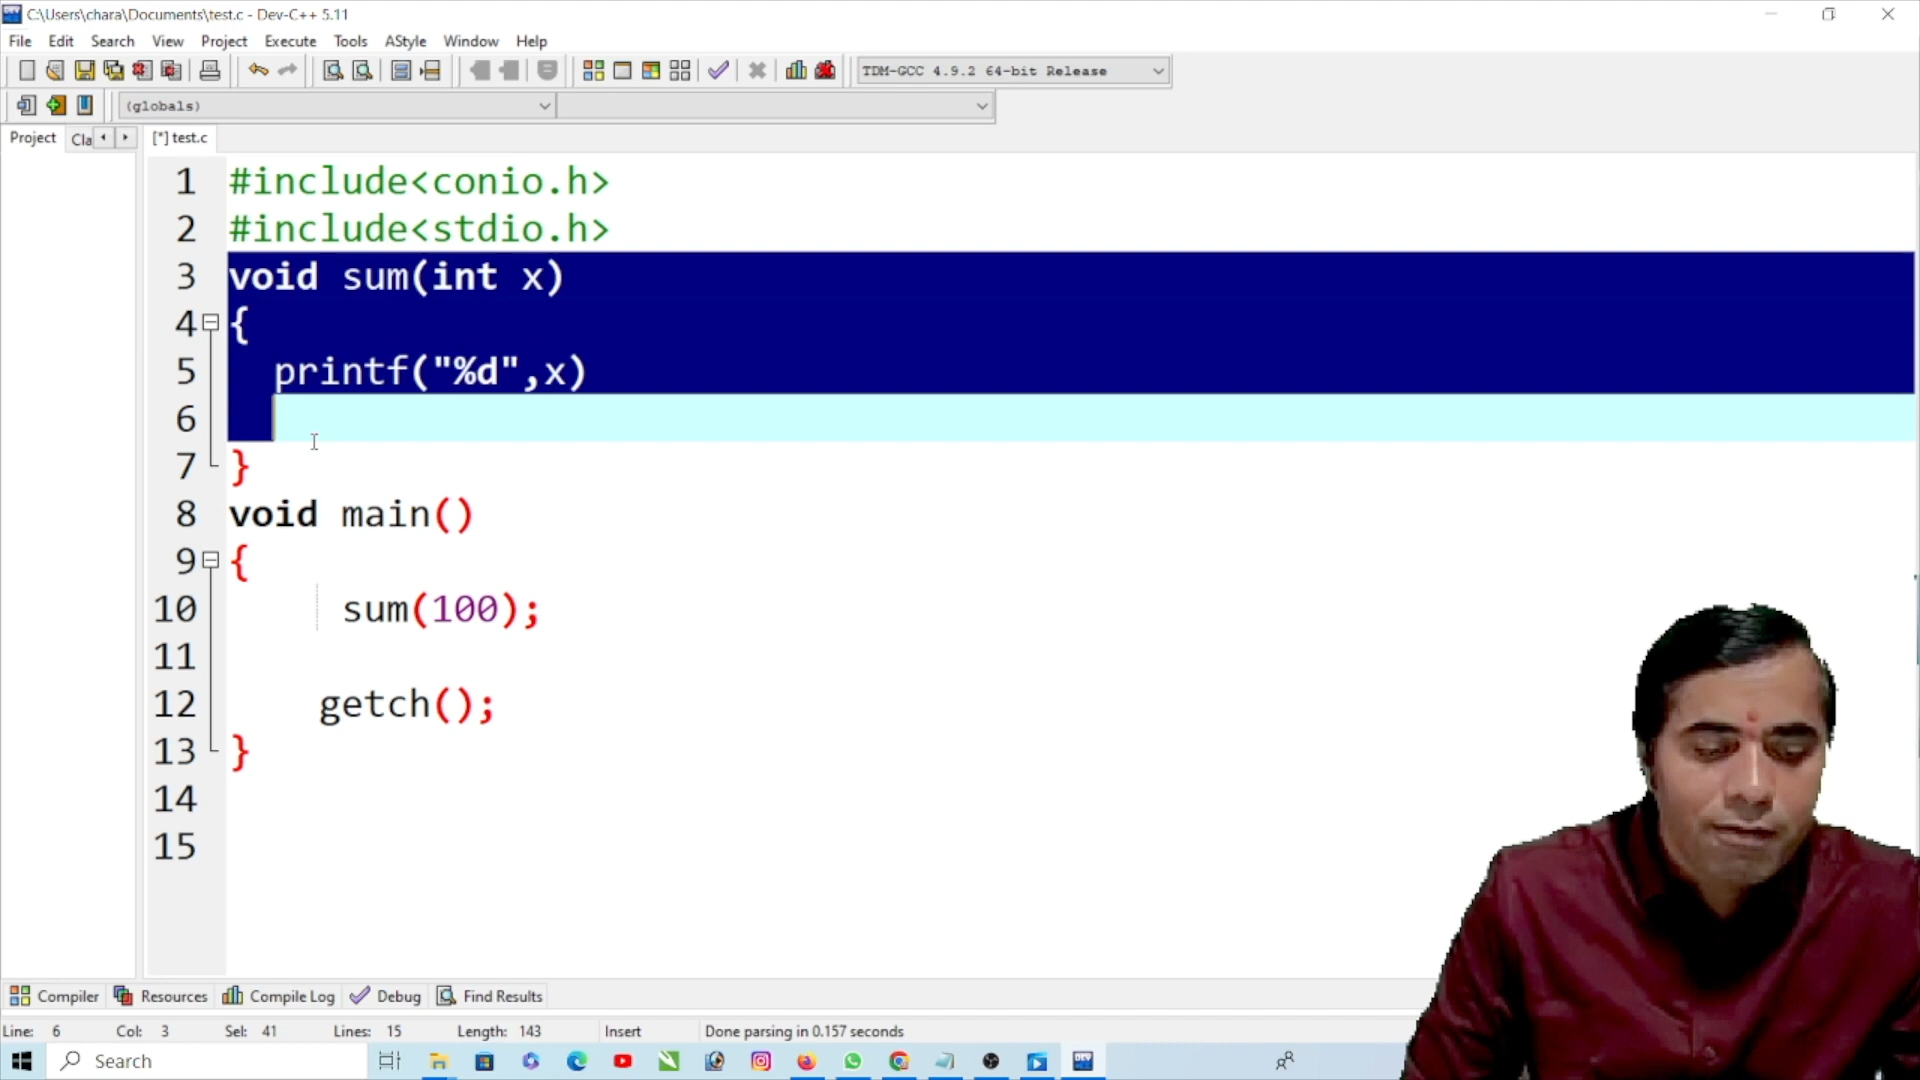 C:\Users\chara\Documents\test.c - Dev-C++ 5.11
File Edit Search View Project Execute Tools AStyle Window Help
TDM-GCC 4.9.2 64-bit Release
(globals)
Project Cla [*] test.c
1 #include<conio.h>
2 #include<stdio.h>
3 void sum(int x)
4 {
5 printf("%d",x)
6
7 }
8 void main()
9 {
10 sum(100);
11
12 getch();
13 }
14
15
Compiler Resources Compile Log Debug Find Results
Line: 6 Col: 3 Sel: 41 Lines: 15 Length: 143 Insert Done parsing in 0.157 seconds
Search